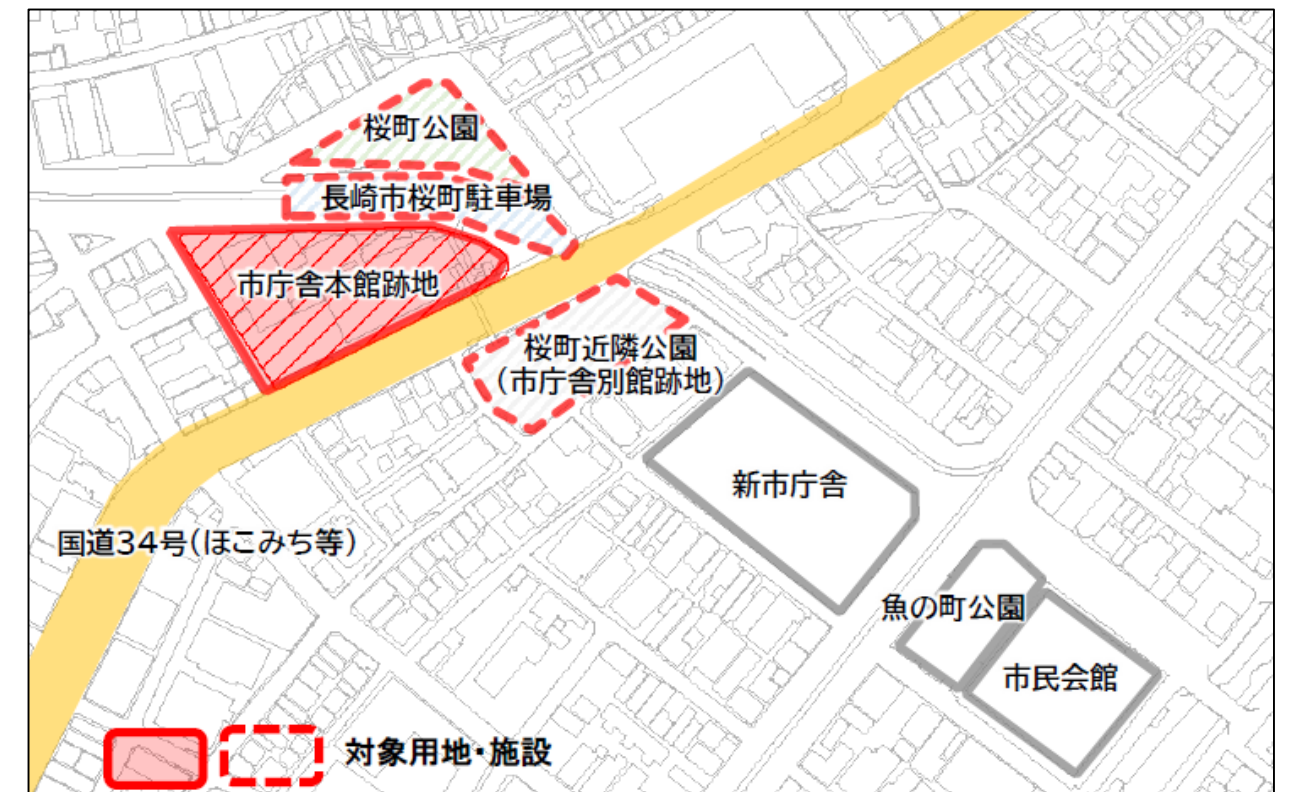 桜町公園
長崎市桜町駐車場
市庁舎本館跡地
桜町近隣公園
（市庁舎別館跡地）
新市庁舎
国道34号（ほこみち等）
魚の町公園
市民会館
対象用地・施設